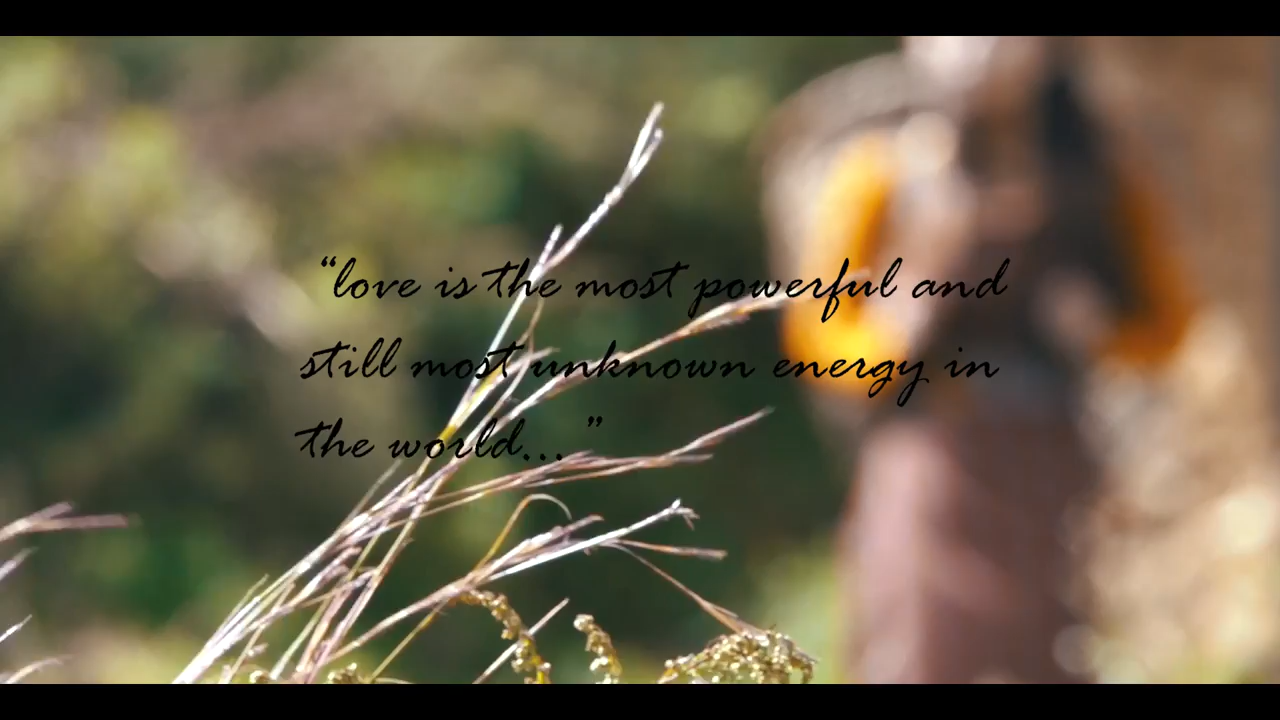 “love is the most powerful and
still most unknown energy in
the world...”